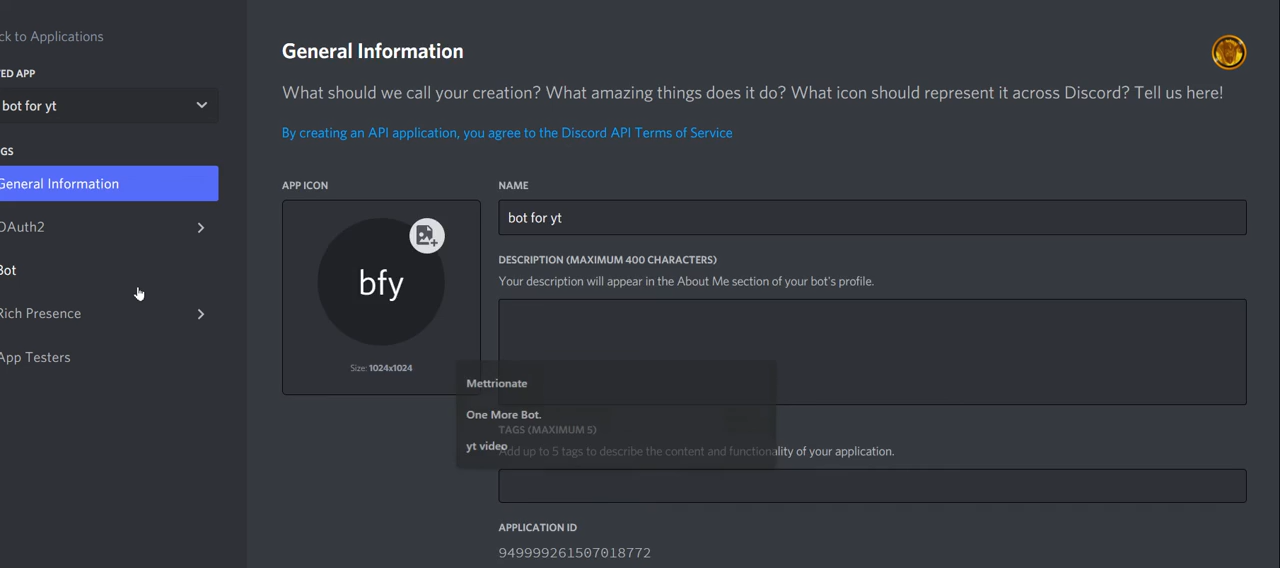 ck to Applications
ED APP
bot for yt
GS
General Information
OAuth2
Bot
Rich Presence
App Testers
General Information
What should we call your creation? What amazing things does it do? What icon should represent it across Discord? Tell us here!
By creating an API application, you agree to the Discord API Terms of Service
APP ICON
bfy
Size: 1024x1024
NAME
bot for yt
DESCRIPTION (MAXIMUM 400 CHARACTERS)
Your description will appear in the About Me section of your bot's profile.
Mettrionate
One More Bot.
yt video
TAGS (MAXIMUM 5)
Add up to 5 tags to describe the content and functionality of your application.
APPLICATION ID
949999261507018772